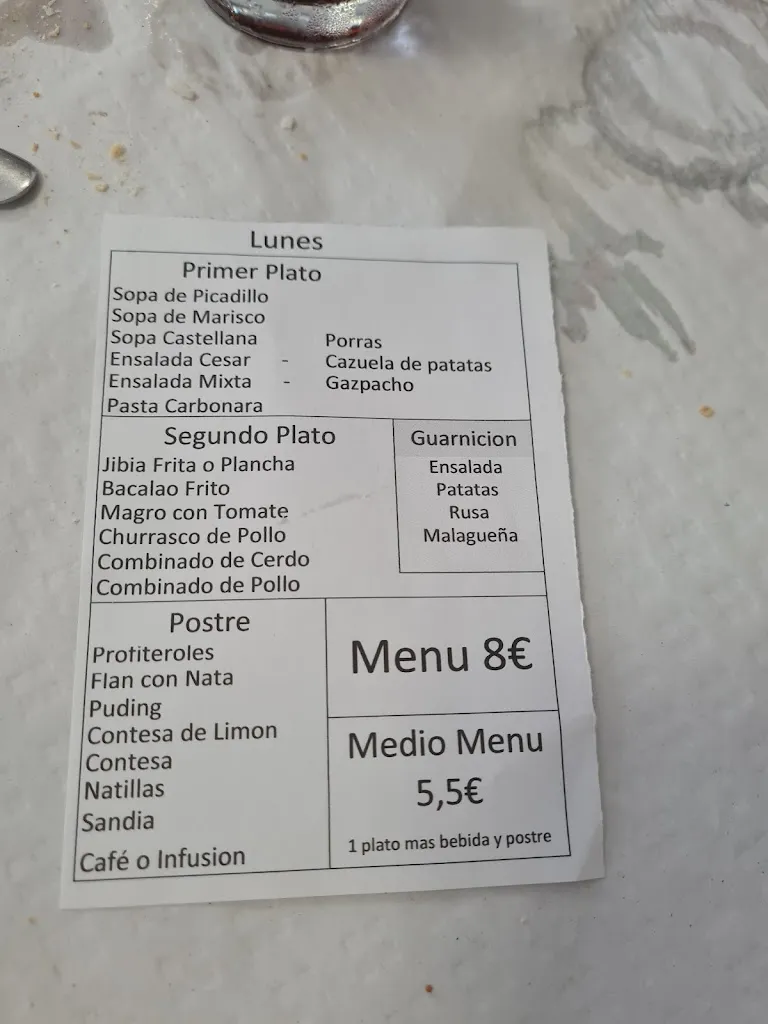 Lunes
Primer Plato
Sopa de Picadillo
Sopa de Marisco
Sopa Castellana Porras
Ensalada Cesar - Cazuela de patatas
Ensalada Mixta - Gazpacho
Pasta Carbonara
Segundo Plato
Jibia Frita o Plancha
Bacalao Frito
Magro con Tomate
Churrasco de Pollo
Combinado de Cerdo
Combinado de Pollo
Guarnicion
Ensalada
Patatas
Rusa
Malagueña
Postre
Profiteroles
Flan con Nata
Puding
Contesa de Limon
Contesa
Natillas
Sandia
Café o Infusion
Menu 8€
Medio Menu
5,5€
1 plato mas bebida y postre